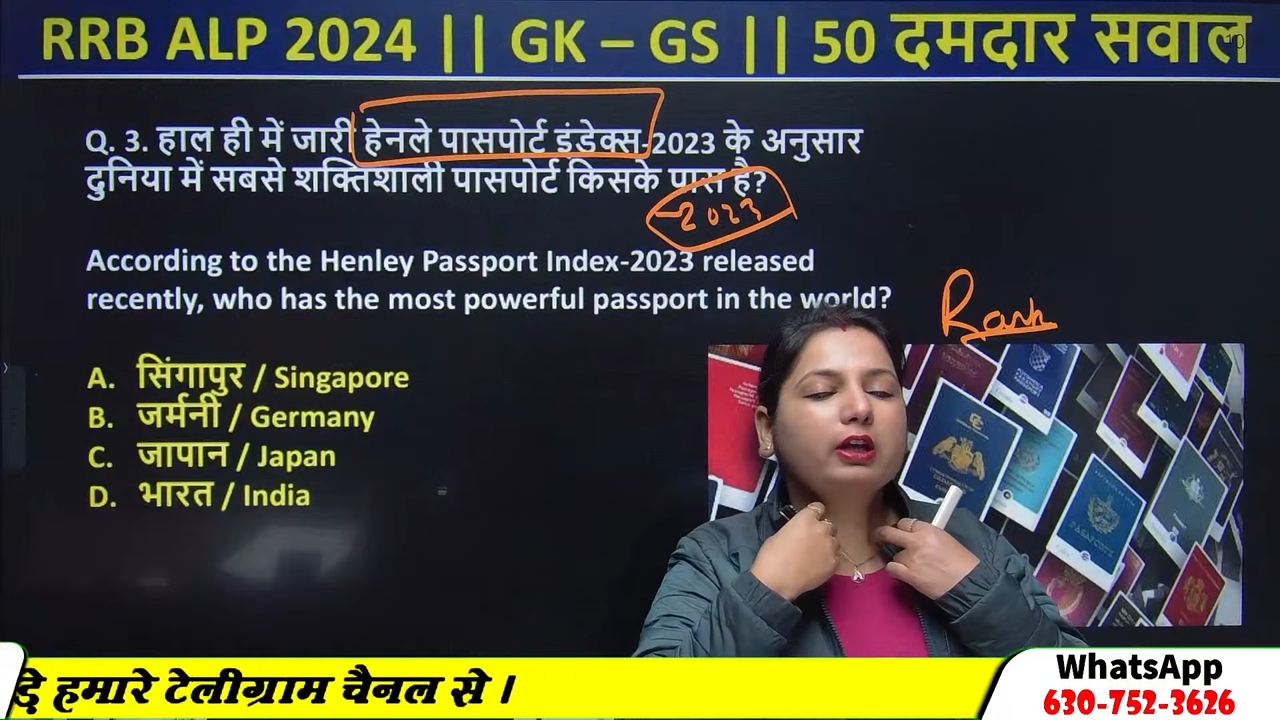 RRB ALP 2024 || GK – GS || 50 दमदार सवाल
10
Q. 3. हाल ही में जारी हेनले पासपोर्ट इंडेक्स-2023 के अनुसार
दुनिया में सबसे शक्तिशाली पासपोर्ट किसके पास है?
2023
According to the Henley Passport Index-2023 released
recently, who has the most powerful passport in the world?
Rank
A. सिंगापुर / Singapore
B. जर्मनी / Germany
C. जापान / Japan
D. भारत / India
हमारे टेलीग्राम चैनल से ।
WhatsApp
630-752-3626